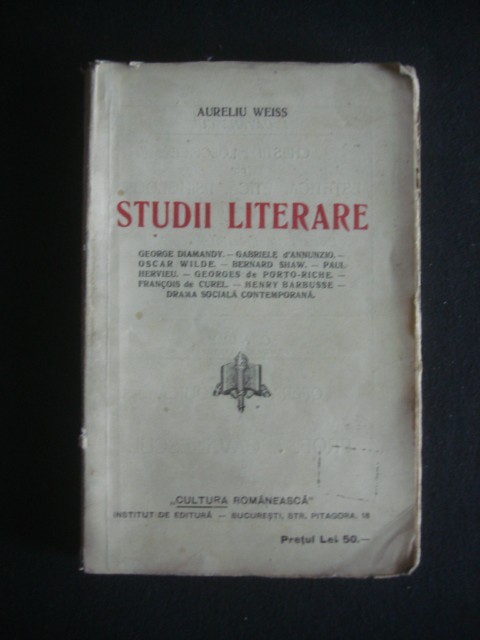 AURELIU WEISS
STUDII LITERARE
GEORGE DIAMANDY. — GABRIELE d'ANNUNZIO. —
OSCAR WILDE. — BERNARD SHAW. — PAUL
HERVIEU. — GEORGES de PORTO-RICHE. —
FRANÇOIS de CUREL. — HENRY BARBUSSE —
DRAMA SOCIALĂ CONTEMPORANĂ.
„CULTURA ROMÂNEASCĂ"
INSTITUT DE EDITURĂ — BUCUREȘTI, STR. PITAGORA, 18
Prețul Lei 50.—